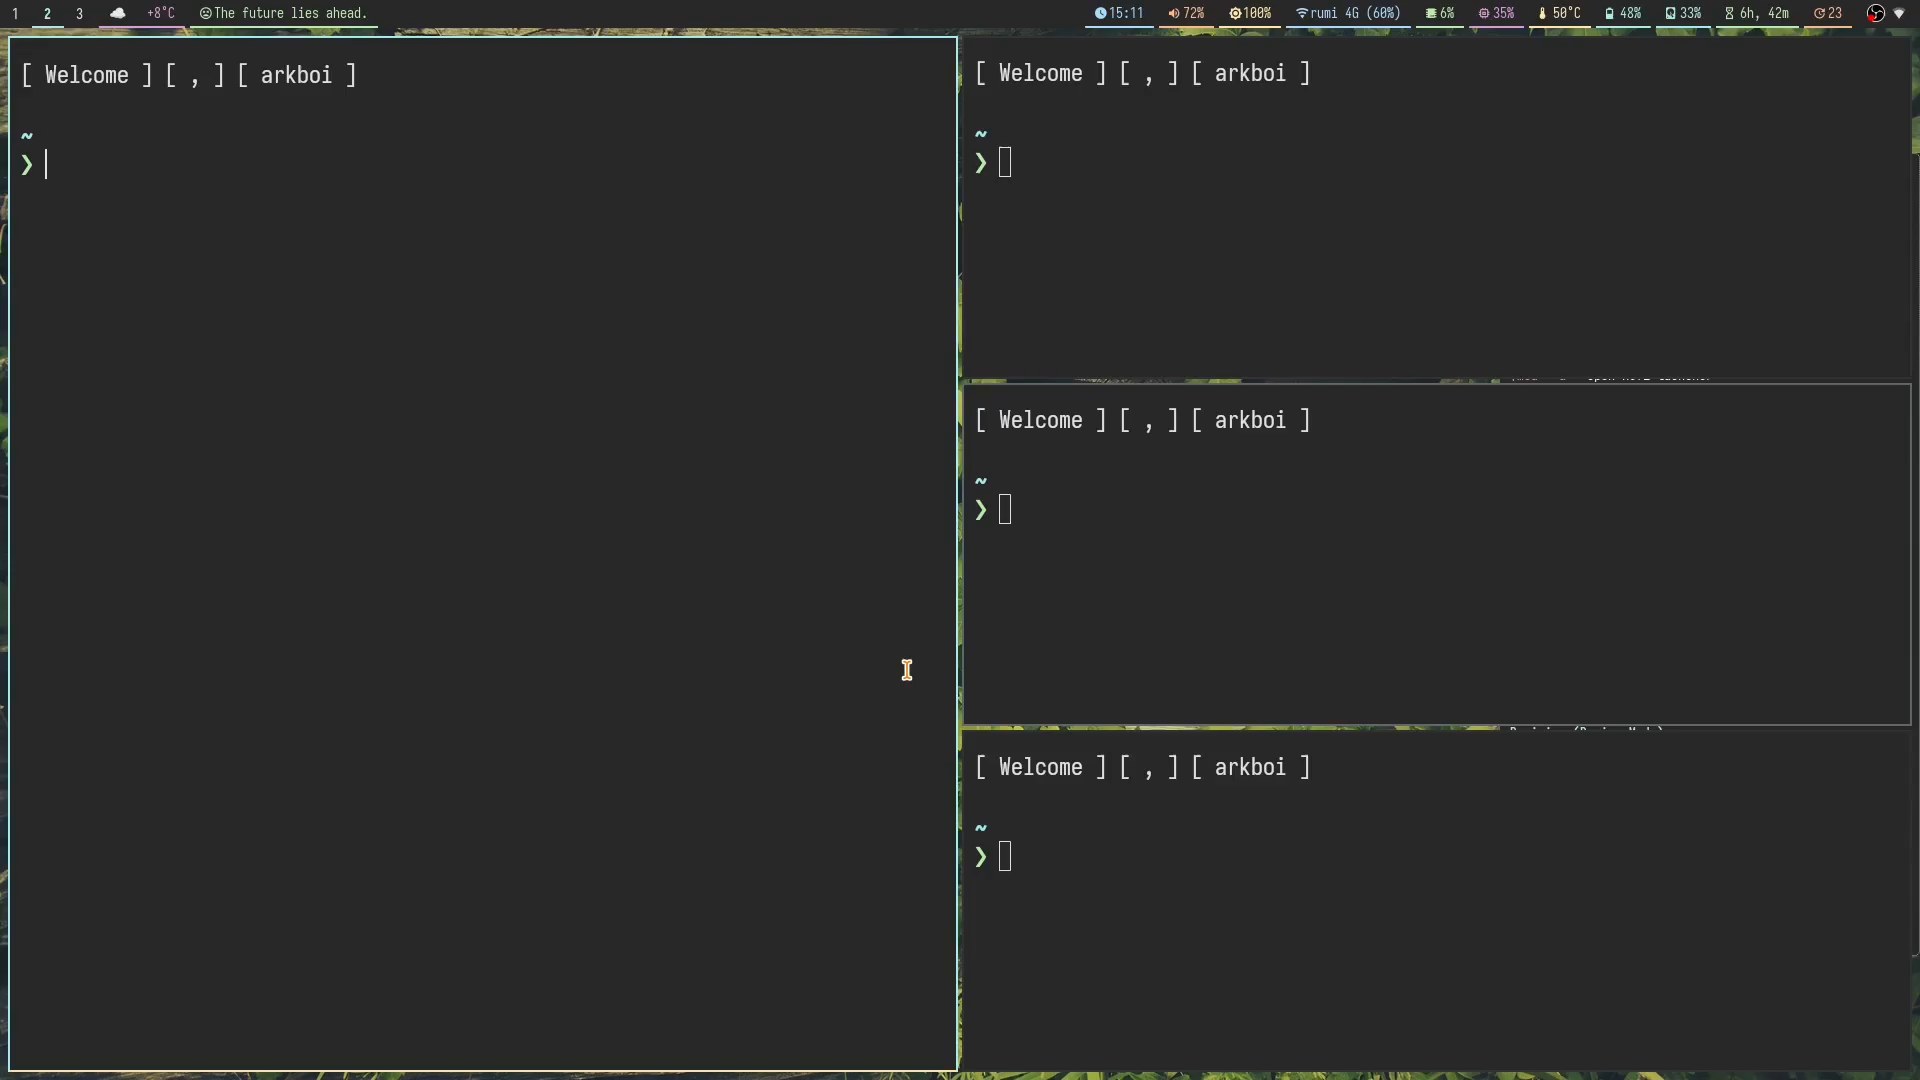 1 2 3 +8°C The future lies ahead. 15:11 72% 100% rumi 4G (60%) 6% 35% 50°C 48% 33% 6h, 42m 23
[ Welcome ] [ , ] [ arkboi ]
~
❯
[ Welcome ] [ , ] [ arkboi ]
~
❯
[ Welcome ] [ , ] [ arkboi ]
~
❯
[ Welcome ] [ , ] [ arkboi ]
~
❯